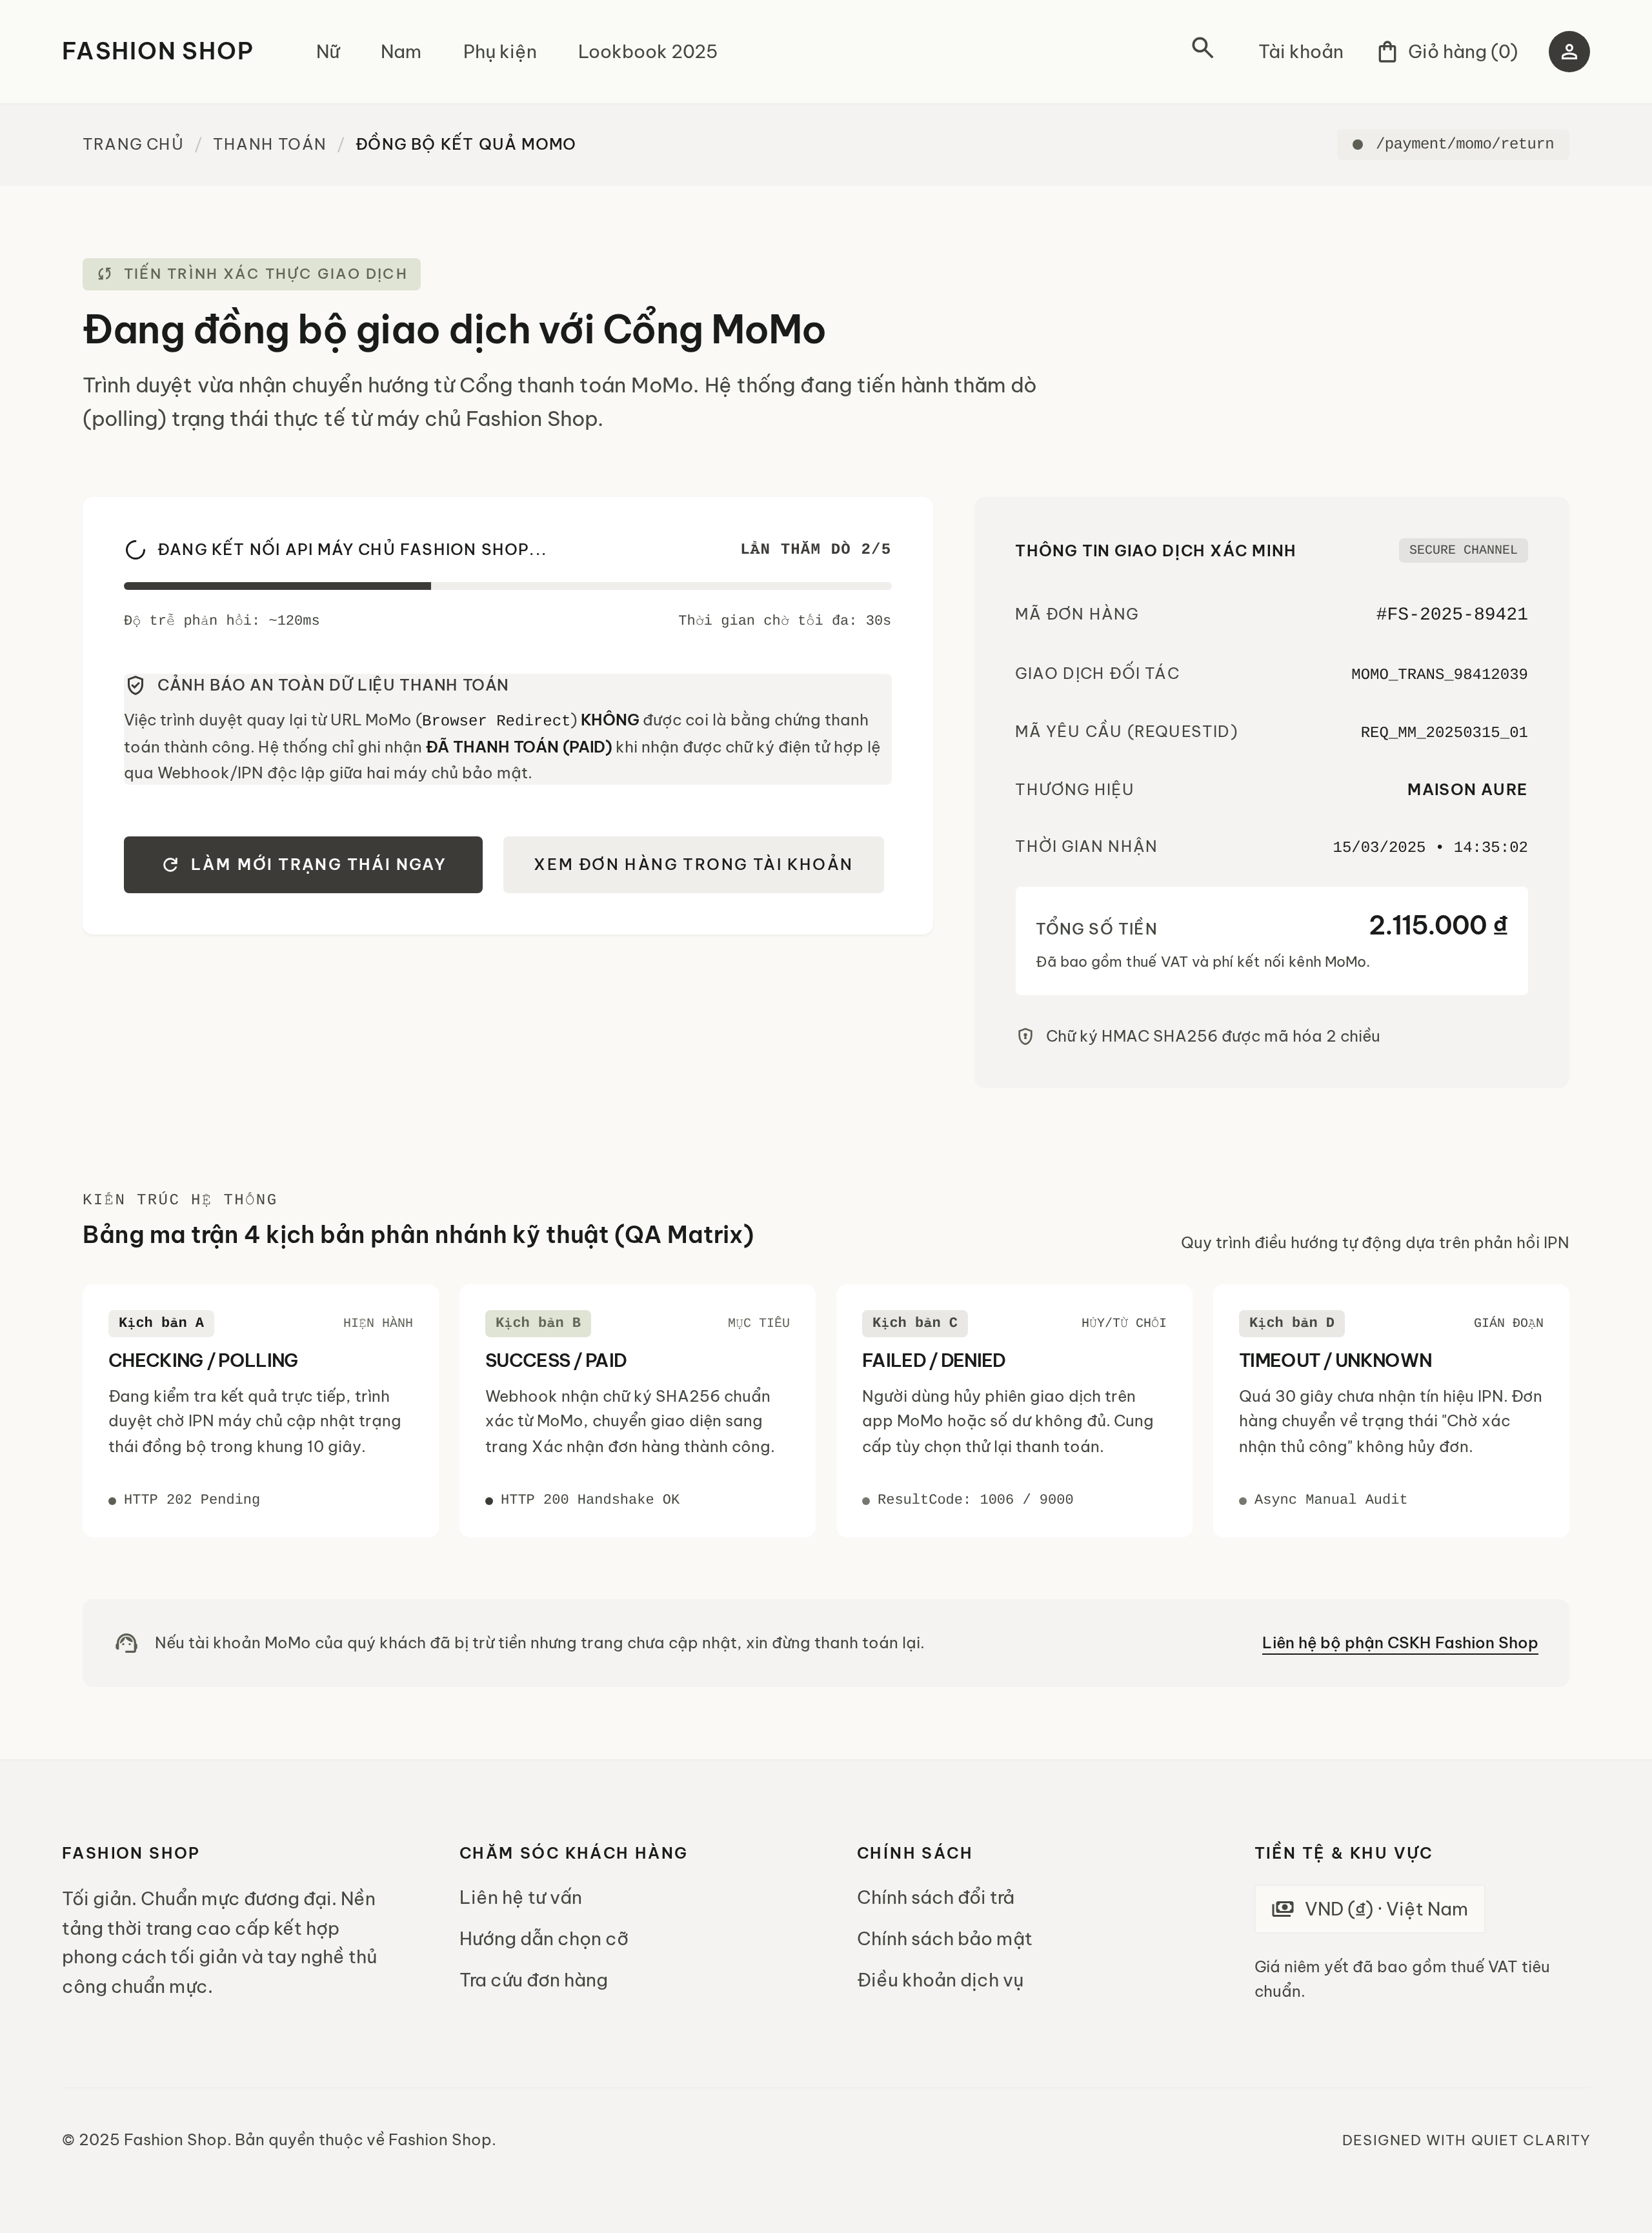 FASHION SHOP
Nữ
Nam
Phụ kiện
Lookbook 2025
Tài khoản
Giỏ hàng (0)
TRANG CHỦ / THANH TOÁN / ĐỒNG BỘ KẾT QUẢ MOMO
/payment/momo/return
TIẾN TRÌNH XÁC THỰC GIAO DỊCH
Đang đồng bộ giao dịch với Cổng MoMo
Trình duyệt vừa nhận chuyển hướng từ Cổng thanh toán MoMo. Hệ thống đang tiến hành thăm dò
(polling) trạng thái thực tế từ máy chủ Fashion Shop.
ĐANG KẾT NỐI API MÁY CHỦ FASHION SHOP...
LẦN THĂM DÒ 2/5
Độ trễ phản hồi: ~120ms
Thời gian chờ tối đa: 30s
CẢNH BÁO AN TOÀN DỮ LIỆU THANH TOÁN
Việc trình duyệt quay lại từ URL MoMo (Browser Redirect) KHÔNG được coi là bằng chứng thanh
toán thành công. Hệ thống chỉ ghi nhận ĐÃ THANH TOÁN (PAID) khi nhận được chữ ký điện tử hợp lệ
qua Webhook/IPN độc lập giữa hai máy chủ bảo mật.
LÀM MỚI TRẠNG THÁI NGAY
XEM ĐƠN HÀNG TRONG TÀI KHOẢN
THÔNG TIN GIAO DỊCH XÁC MINH
SECURE CHANNEL
MÃ ĐƠN HÀNG
#FS-2025-89421
GIAO DỊCH ĐỐI TÁC
MOMO_TRANS_98412039
MÃ YÊU CẦU (REQUESTID)
REQ_MM_20250315_01
THƯƠNG HIỆU
MAISON AURE
THỜI GIAN NHẬN
15/03/2025 • 14:35:02
TỔNG SỐ TIỀN
2.115.000 ₫
Đã bao gồm thuế VAT và phí kết nối kênh MoMo.
Chữ ký HMAC SHA256 được mã hóa 2 chiều
KIẾN TRÚC HỆ THỐNG
Bảng ma trận 4 kịch bản phân nhánh kỹ thuật (QA Matrix)
Quy trình điều hướng tự động dựa trên phản hồi IPN
Kịch bản A
HIỆN HÀNH
CHECKING / POLLING
Đang kiểm tra kết quả trực tiếp, trình
duyệt chờ IPN máy chủ cập nhật trạng
thái đồng bộ trong khung 10 giây.
HTTP 202 Pending
Kịch bản B
MỤC TIÊU
SUCCESS / PAID
Webhook nhận chữ ký SHA256 chuẩn
xác từ MoMo, chuyển giao diện sang
trang Xác nhận đơn hàng thành công.
HTTP 200 Handshake OK
Kịch bản C
HỦY/TỪ CHỐI
FAILED / DENIED
Người dùng hủy phiên giao dịch trên
app MoMo hoặc số dư không đủ. Cung
cấp tùy chọn thử lại thanh toán.
ResultCode: 1006 / 9000
Kịch bản D
GIÁN ĐOẠN
TIMEOUT / UNKNOWN
Quá 30 giây chưa nhận tín hiệu IPN. Đơn
hàng chuyển về trạng thái "Chờ xác
nhận thủ công" không hủy đơn.
Async Manual Audit
Nếu tài khoản MoMo của quý khách đã bị trừ tiền nhưng trang chưa cập nhật, xin đừng thanh toán lại.
Liên hệ bộ phận CSKH Fashion Shop
FASHION SHOP
Tối giản. Chuẩn mực đương đại. Nền
tảng thời trang cao cấp kết hợp
phong cách tối giản và tay nghề thủ
công chuẩn mực.
CHĂM SÓC KHÁCH HÀNG
Liên hệ tư vấn
Hướng dẫn chọn cỡ
Tra cứu đơn hàng
CHÍNH SÁCH
Chính sách đổi trả
Chính sách bảo mật
Điều khoản dịch vụ
TIỀN TỆ & KHU VỰC
VND (₫) · Việt Nam
Giá niêm yết đã bao gồm thuế VAT tiêu
chuẩn.
© 2025 Fashion Shop. Bản quyền thuộc về Fashion Shop.
DESIGNED WITH QUIET CLARITY